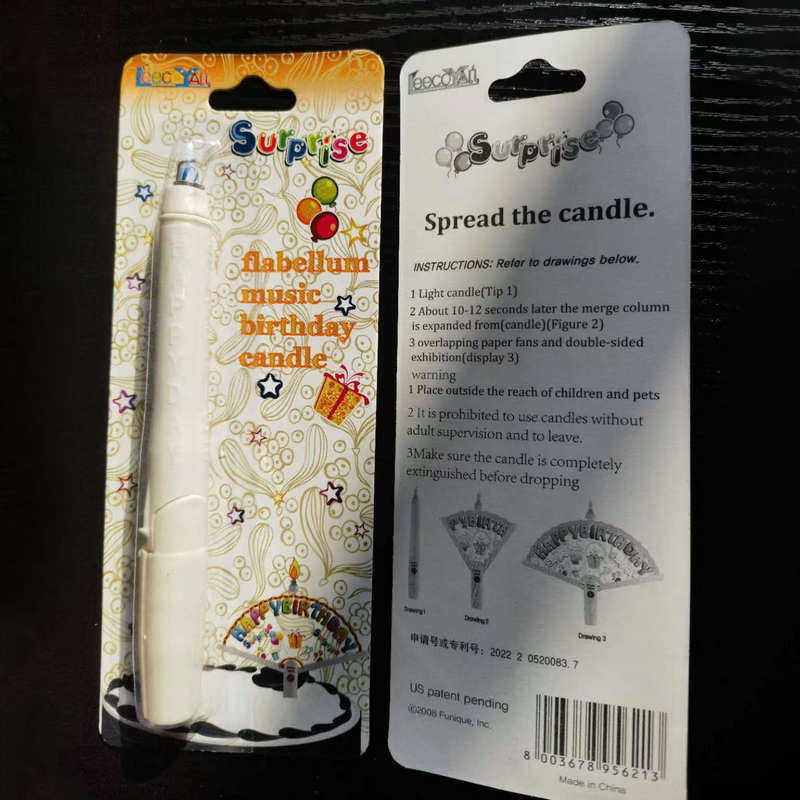 Surprise
flabellum
music
birthday
candle
HAPPYBIRTHDAY
Surprise
Spread the candle.
INSTRUCTIONS: Refer to drawings below.
1 Light candle(Tip 1)
2 About 10-12 seconds later the merge column
is expanded from(candle)(Figure 2)
3 overlapping paper fans and double-sided
exhibition(display 3)
warning
1 Place outside the reach of children and pets
2 It is prohibited to use candles without
adult supervision and to leave.
3Make sure the candle is completely
extinguished before dropping
PYBIRTH
HAPPYBIRTHDAY
Drawing1
Drawing 2
Drawing 3
申请号或专利号: 2022 2 0520083. 7
US patent pending
©2008 Funique, Inc.
8 003678 956213
Made in China